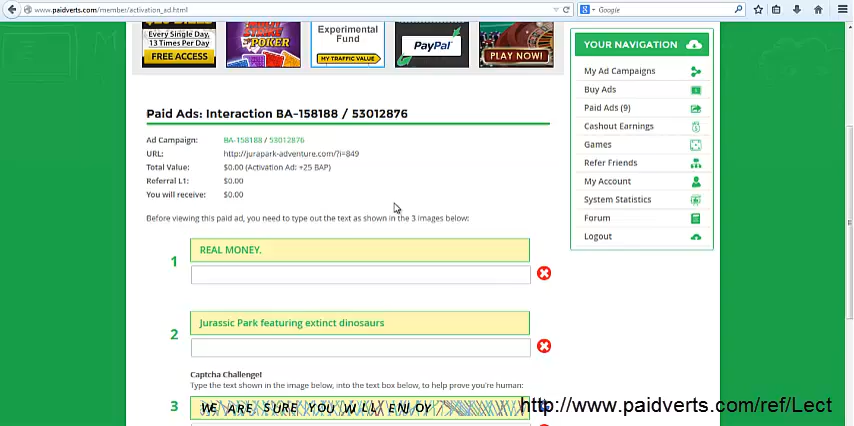 www.paidverts.com/member/activation_ad.html
Google
Every Single Day,
13 Times Per Day
FREE ACCESS
POKER
Experimental
Fund
MY TRAFFIC VALUE
PayPal
PLAY NOW!
YOUR NAVIGATION
My Ad Campaigns
Buy Ads
Paid Ads (9)
Cashout Earnings
Games
Refer Friends
My Account
System Statistics
Forum
Logout
Paid Ads: Interaction BA-158188 / 53012876
Ad Campaign: BA-158188 / 53012876
URL: http://jurapark-adventure.com/?i=849
Total Value: $0.00 (Activation Ad: +25 BAP)
Referral L1: $0.00
You will receive: $0.00
Before viewing this paid ad, you need to type out the text as shown in the 3 images below:
1 REAL MONEY.
2 Jurassic Park featuring extinct dinosaurs
Captcha Challenge!
Type the text shown in the image below, into the text box below, to help prove you're human:
3 WE ARE SURE YOU WILL ENJOY
http://www.paidverts.com/ref/Lect